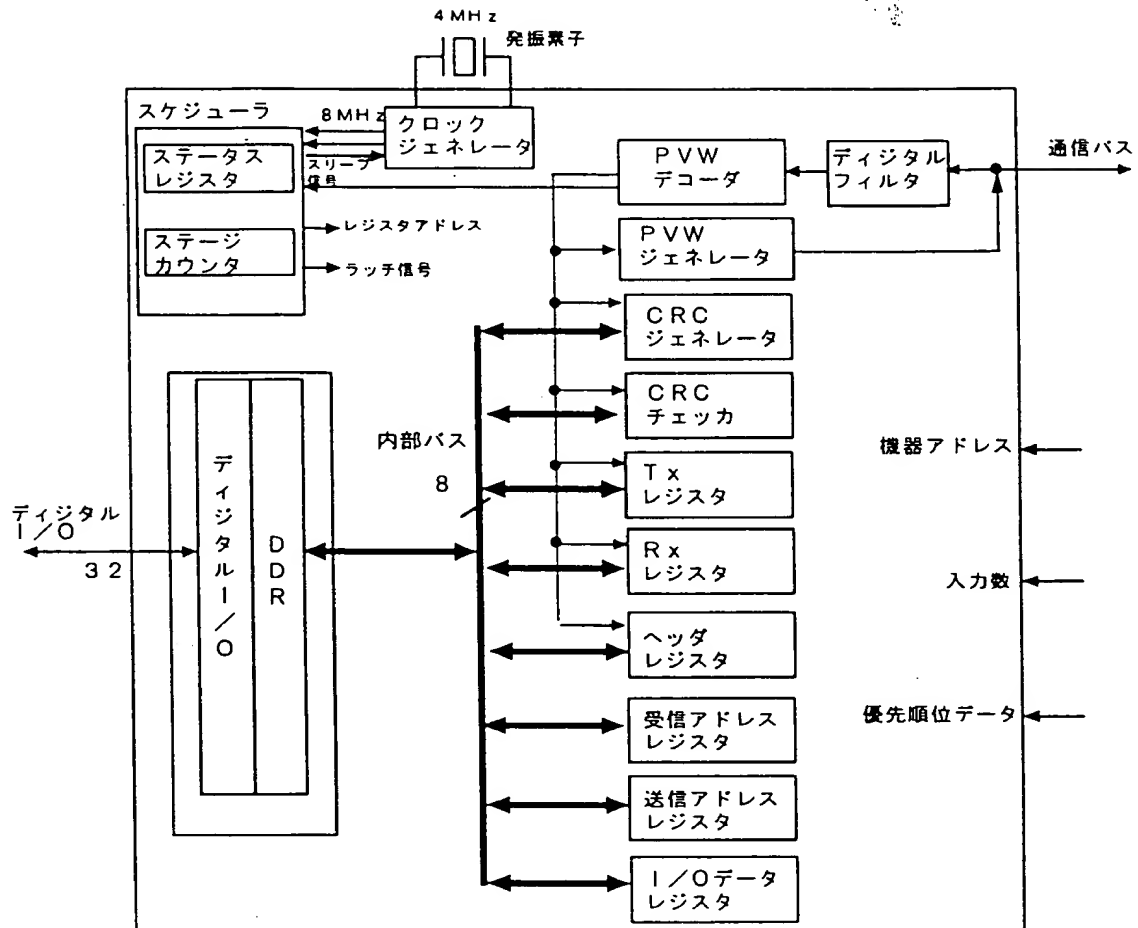 4MHz
発振素子
スケジューラ
8MHz
クロック
ジェネレータ
ステータス
レジスタ
スリープ
信号
PVW
デコーダ
ディジタル
フィルタ
通信バス
レジスタアドレス
ステージ
カウンタ
ラッチ信号
PVW
ジェネレータ
CRC
ジェネレータ
CRC
チェッカ
内部バス
8
機器アドレス
Tx
レジスタ
ディジタル
I/O
32
ディジタルI/O
DDR
Rx
レジスタ
入力数
ヘッダ
レジスタ
受信アドレス
レジスタ
優先順位データ
送信アドレス
レジスタ
I/Oデータ
レジスタ